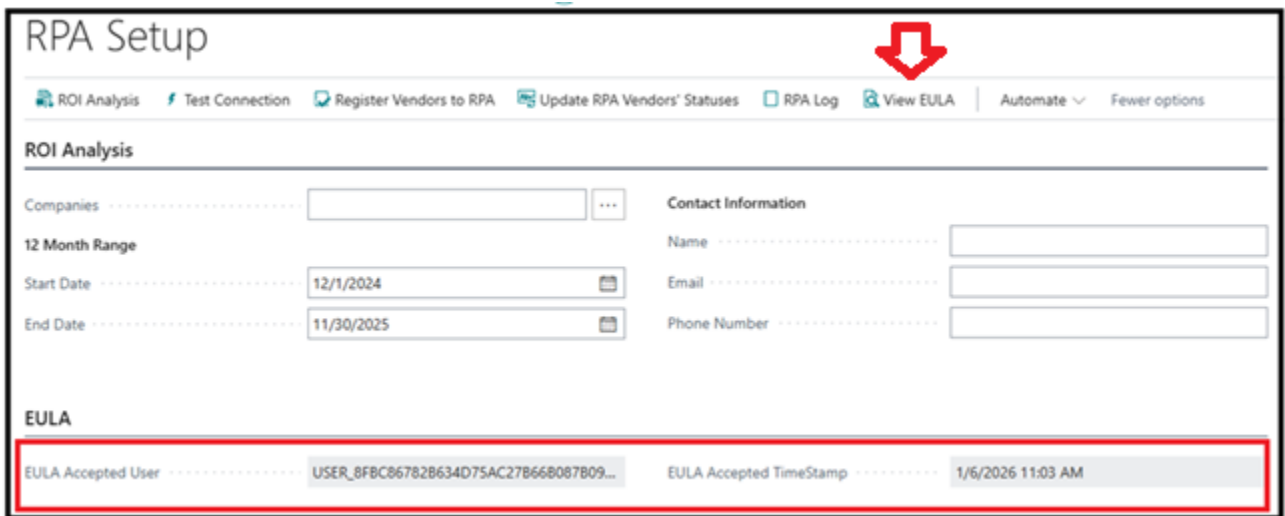 RPA Setup
ROI Analysis Test Connection Register Vendors to RPA Update RPA Vendors' Statuses RPA Log View EULA Automate Fewer options
ROI Analysis
Companies ... Contact Information
12 Month Range Name
Start Date 12/1/2024 Email
End Date 11/30/2025 Phone Number
EULA
EULA Accepted User USER_8FBC86782B634D75AC27B66B087B09... EULA Accepted TimeStamp 1/6/2026 11:03 AM